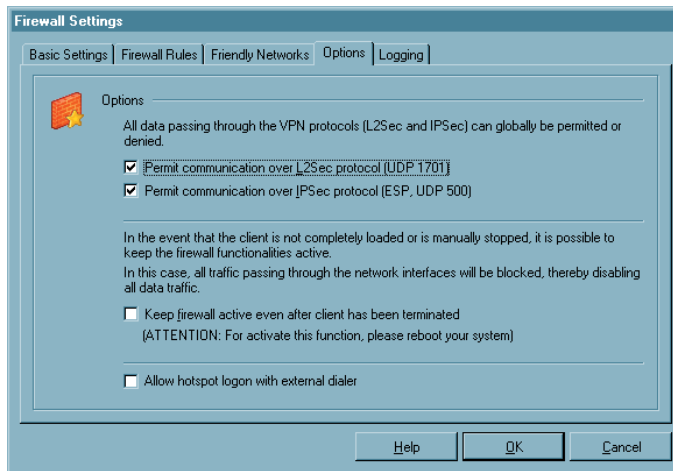 Firewall Settings
Basic Settings
Firewall Rules
Friendly Networks
Options
Logging
Options
All data passing through the VPN protocols (L2Sec and IPSec) can globally be permitted or
denied.
Permit communication over L2Sec protocol (UDP 1701)
Permit communication over IPSec protocol (ESP, UDP 500)
In the event that the client is not completely loaded or is manually stopped, it is possible to
keep the firewall functionalities active.
In this case, all traffic passing through the network interfaces will be blocked, thereby disabling
all data traffic.
Keep firewall active even after client has been terminated
(ATTENTION: For activate this function, please reboot your system)
Allow hotspot logon with external dialer
Help
OK
Cancel